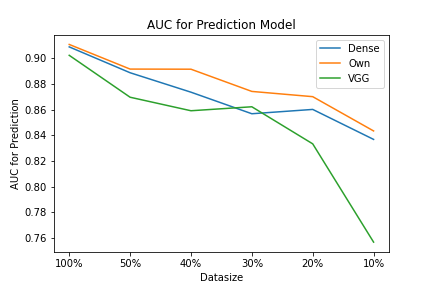 AUC for Prediction Model
AUC for Prediction
0.90
0.88
0.86
0.84
0.82
0.80
0.78
0.76
Dense
Own
VGG
100%
50%
40%
30%
20%
10%
Datasize